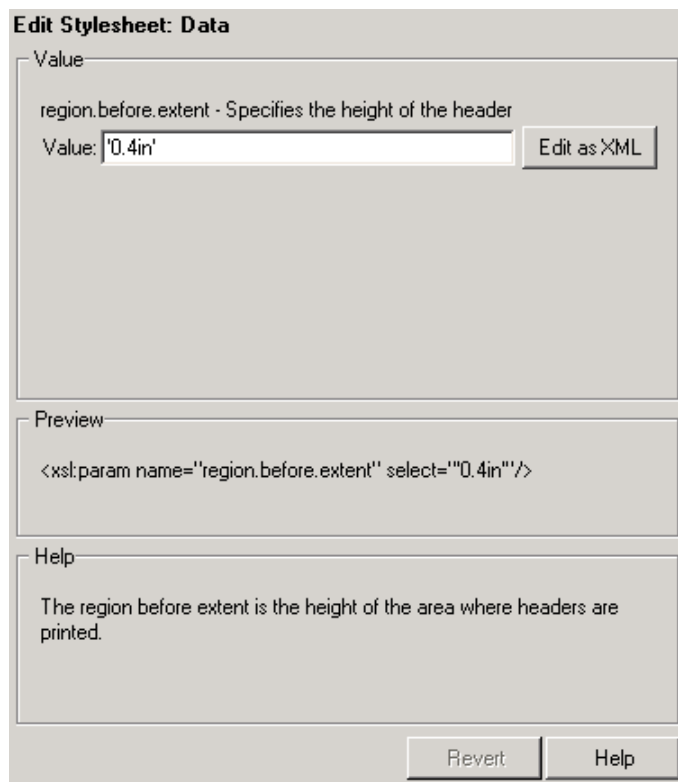 Edit Stylesheet: Data
Value
region.before.extent - Specifies the height of the header
Value: '0.4in' Edit as XML
Preview
<xsl:param name="region.before.extent" select="'0.4in'"/>
Help
The region before extent is the height of the area where headers are
printed.
Revert Help